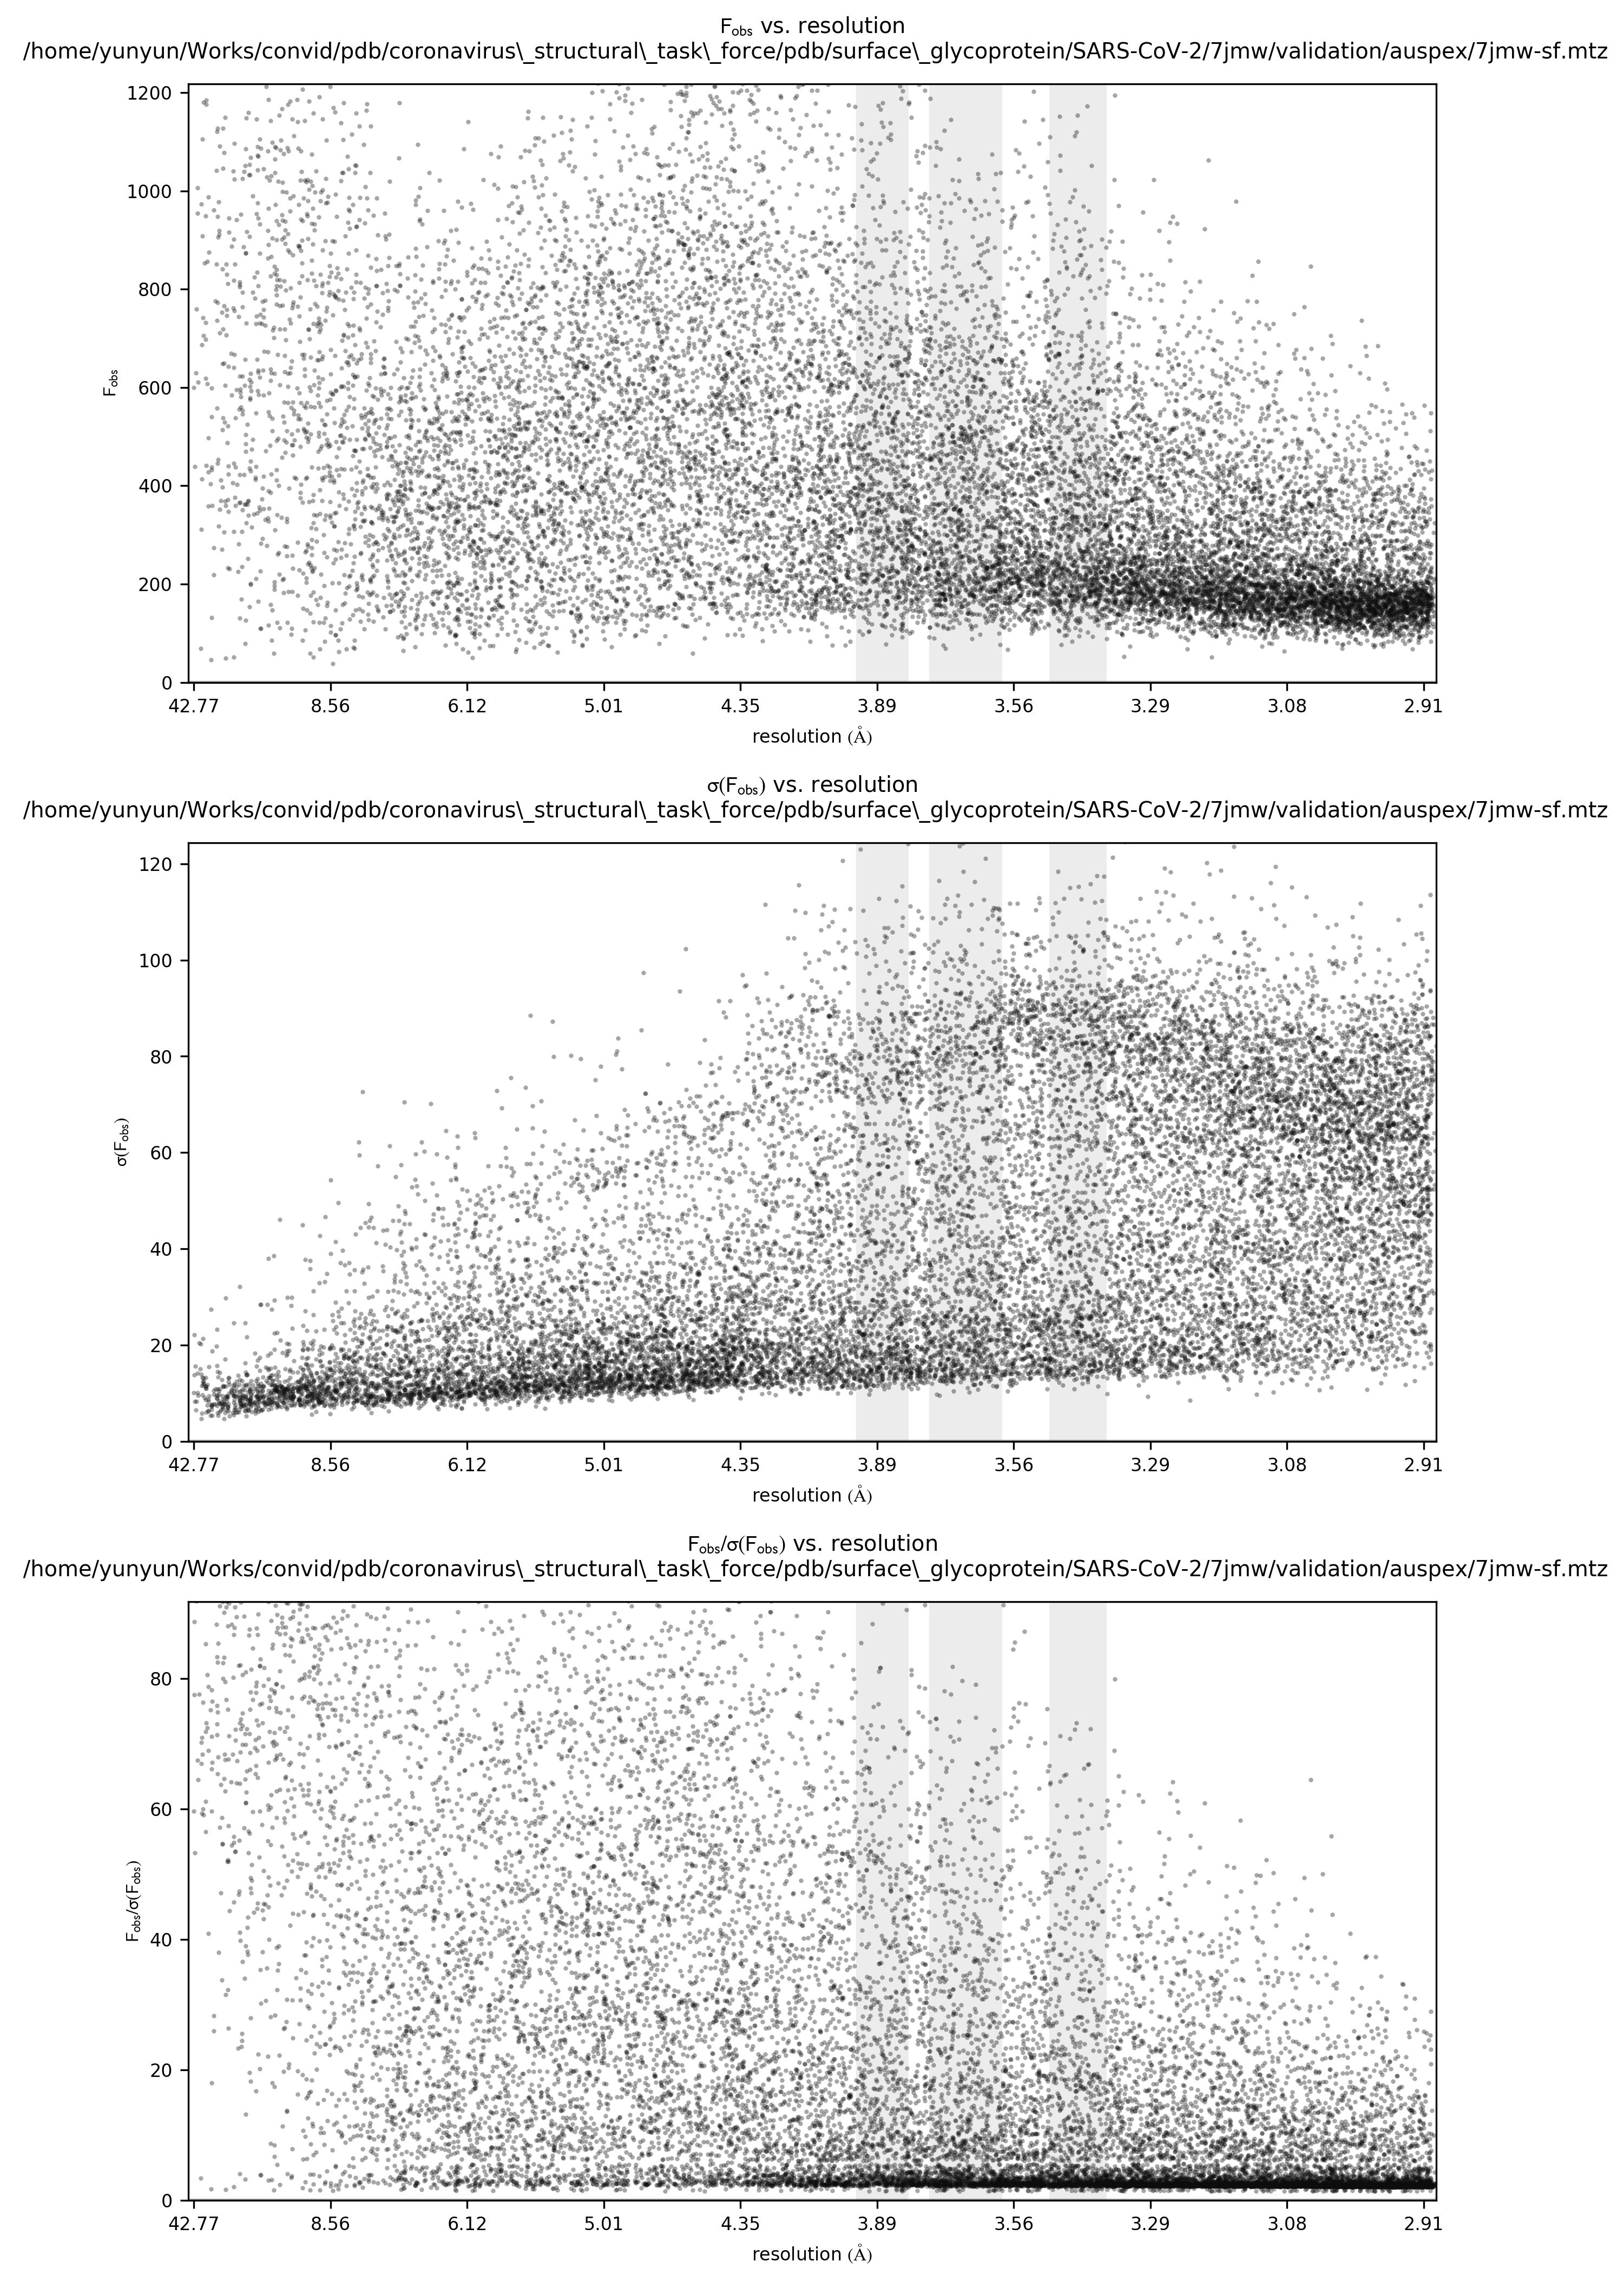 Fobs vs. resolution
/home/yunyun/Works/convid/pdb/coronavirus\_structural\_task\_force/pdb/surface\_glycoprotein/SARS-CoV-2/7jmw/validation/auspex/7jmw-sf.mtz
1200
1000
800
600
400
200
0
Fobs
42.77 8.56 6.12 5.01 4.35 3.89 3.56 3.29 3.08 2.91
resolution (Å)
σ(Fobs) vs. resolution
/home/yunyun/Works/convid/pdb/coronavirus\_structural\_task\_force/pdb/surface\_glycoprotein/SARS-CoV-2/7jmw/validation/auspex/7jmw-sf.mtz
120
100
80
60
40
20
0
σ(Fobs)
42.77 8.56 6.12 5.01 4.35 3.89 3.56 3.29 3.08 2.91
resolution (Å)
Fobs/σ(Fobs) vs. resolution
/home/yunyun/Works/convid/pdb/coronavirus\_structural\_task\_force/pdb/surface\_glycoprotein/SARS-CoV-2/7jmw/validation/auspex/7jmw-sf.mtz
80
60
40
20
0
Fobs/σ(Fobs)
42.77 8.56 6.12 5.01 4.35 3.89 3.56 3.29 3.08 2.91
resolution (Å)